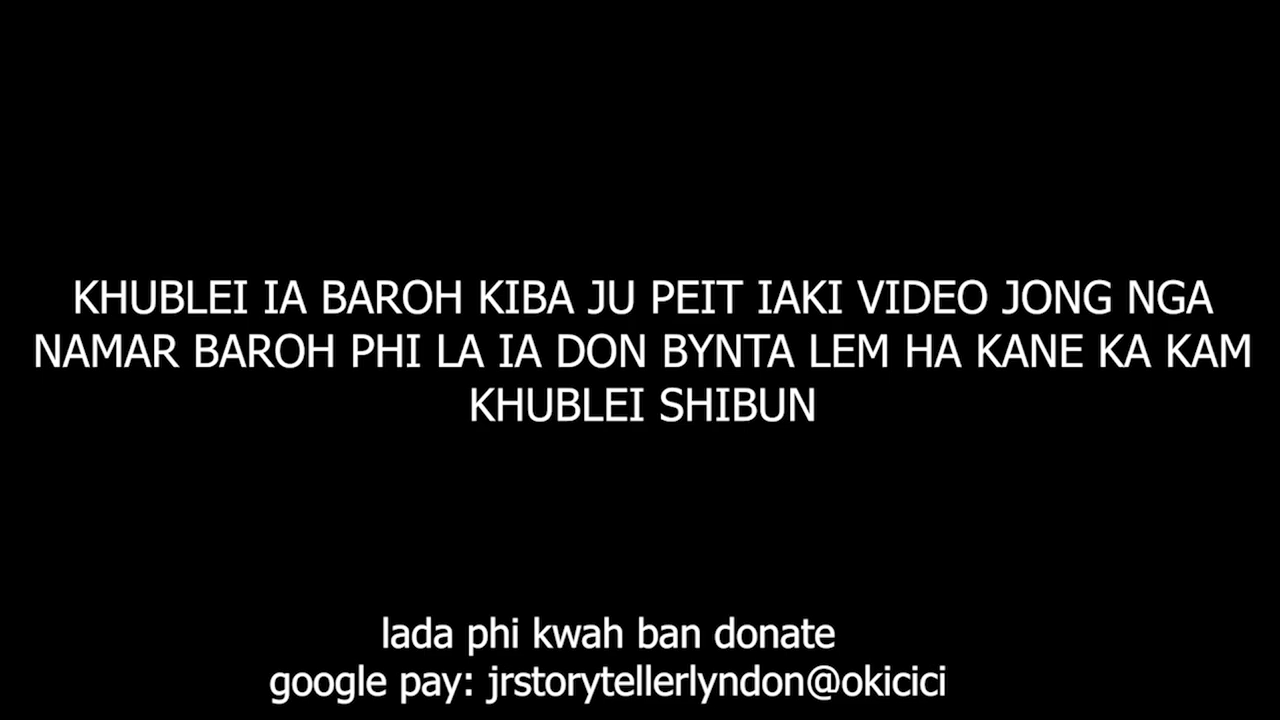 KHUBLEI IA BAROH KIBA JU PEIT IAKI VIDEO JONG NGA
NAMAR BAROH PHI LA IA DON BYNTA LEM HA KANE KA KAM
KHUBLEI SHIBUN
lada phi kwah ban donate
google pay: jrstorytellerlyndon@okicici